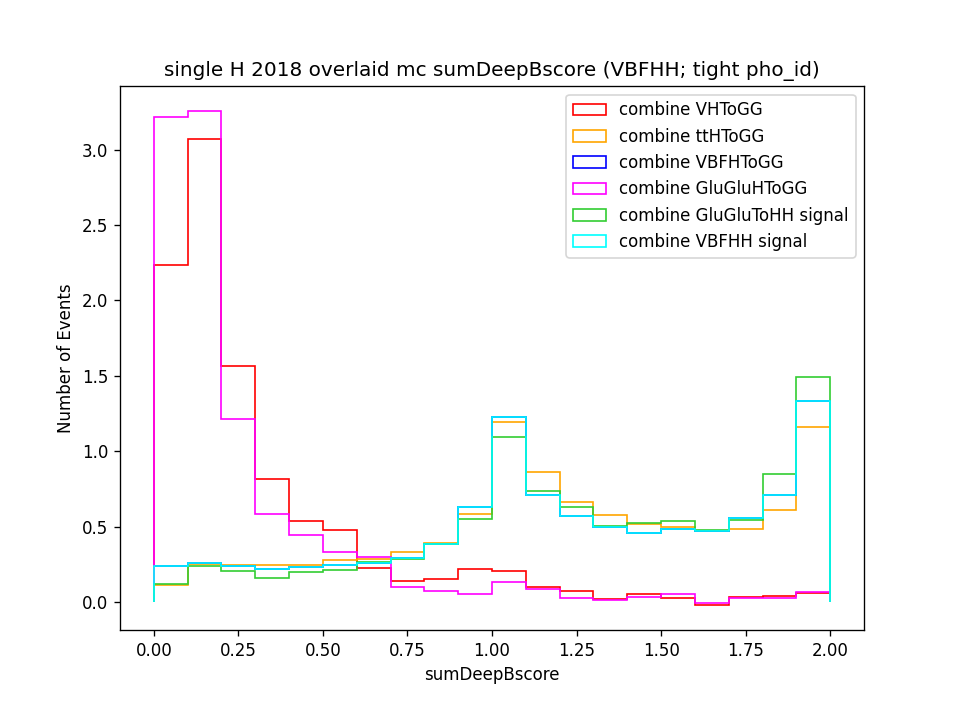 single H 2018 overlaid mc sumDeepBscore (VBFHH; tight pho_id)
combine VHToGG
combine ttHToGG
combine VBFHToGG
combine GluGluHToGG
combine GluGluToHH signal
combine VBFHH signal
Number of Events
3.0
2.5
2.0
1.5
1.0
0.5
0.0
0.00 0.25 0.50 0.75 1.00 1.25 1.50 1.75 2.00
sumDeepBscore